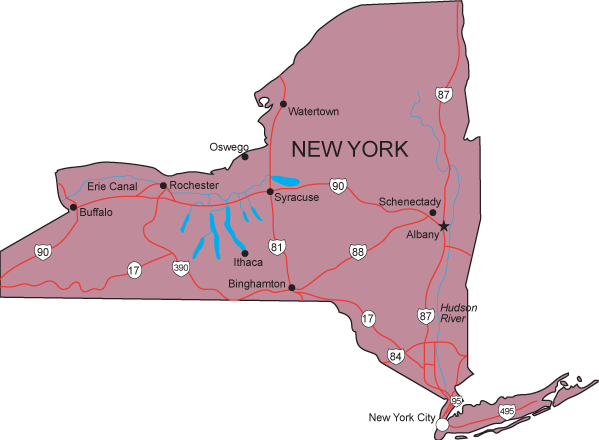 87
Watertown
Oswego
NEW YORK
Erie Canal
Rochester
90
Syracuse
Schenectady
Buffalo
Albany
90
81
88
17
390
Ithaca
Binghamton
Hudson
River
17
87
84
95
495
New York City